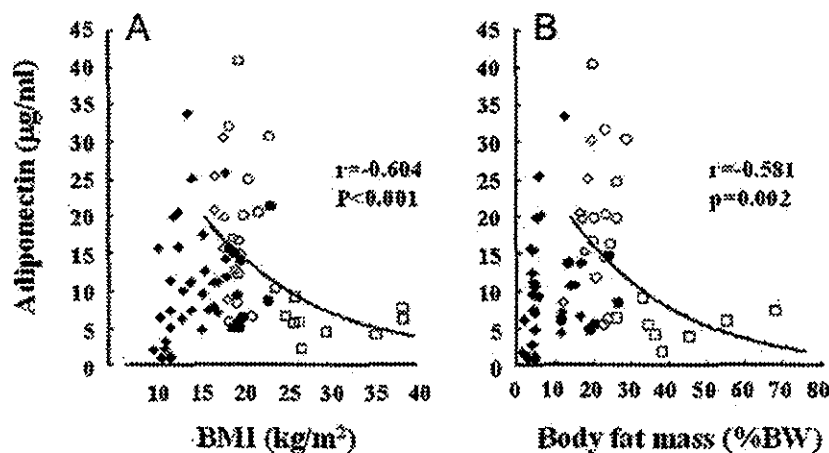 A
B
Adiponectin (µg/ml)
45
40
35
30
25
20
15
10
5
0
r=-0.604
P<0.001
10 15 20 25 30 35 40
BMI (kg/m²)
45
40
35
30
25
20
15
10
5
0
r=-0.581
p=0.002
0 10 20 30 40 50 60 70 80
Body fat mass (%BW)